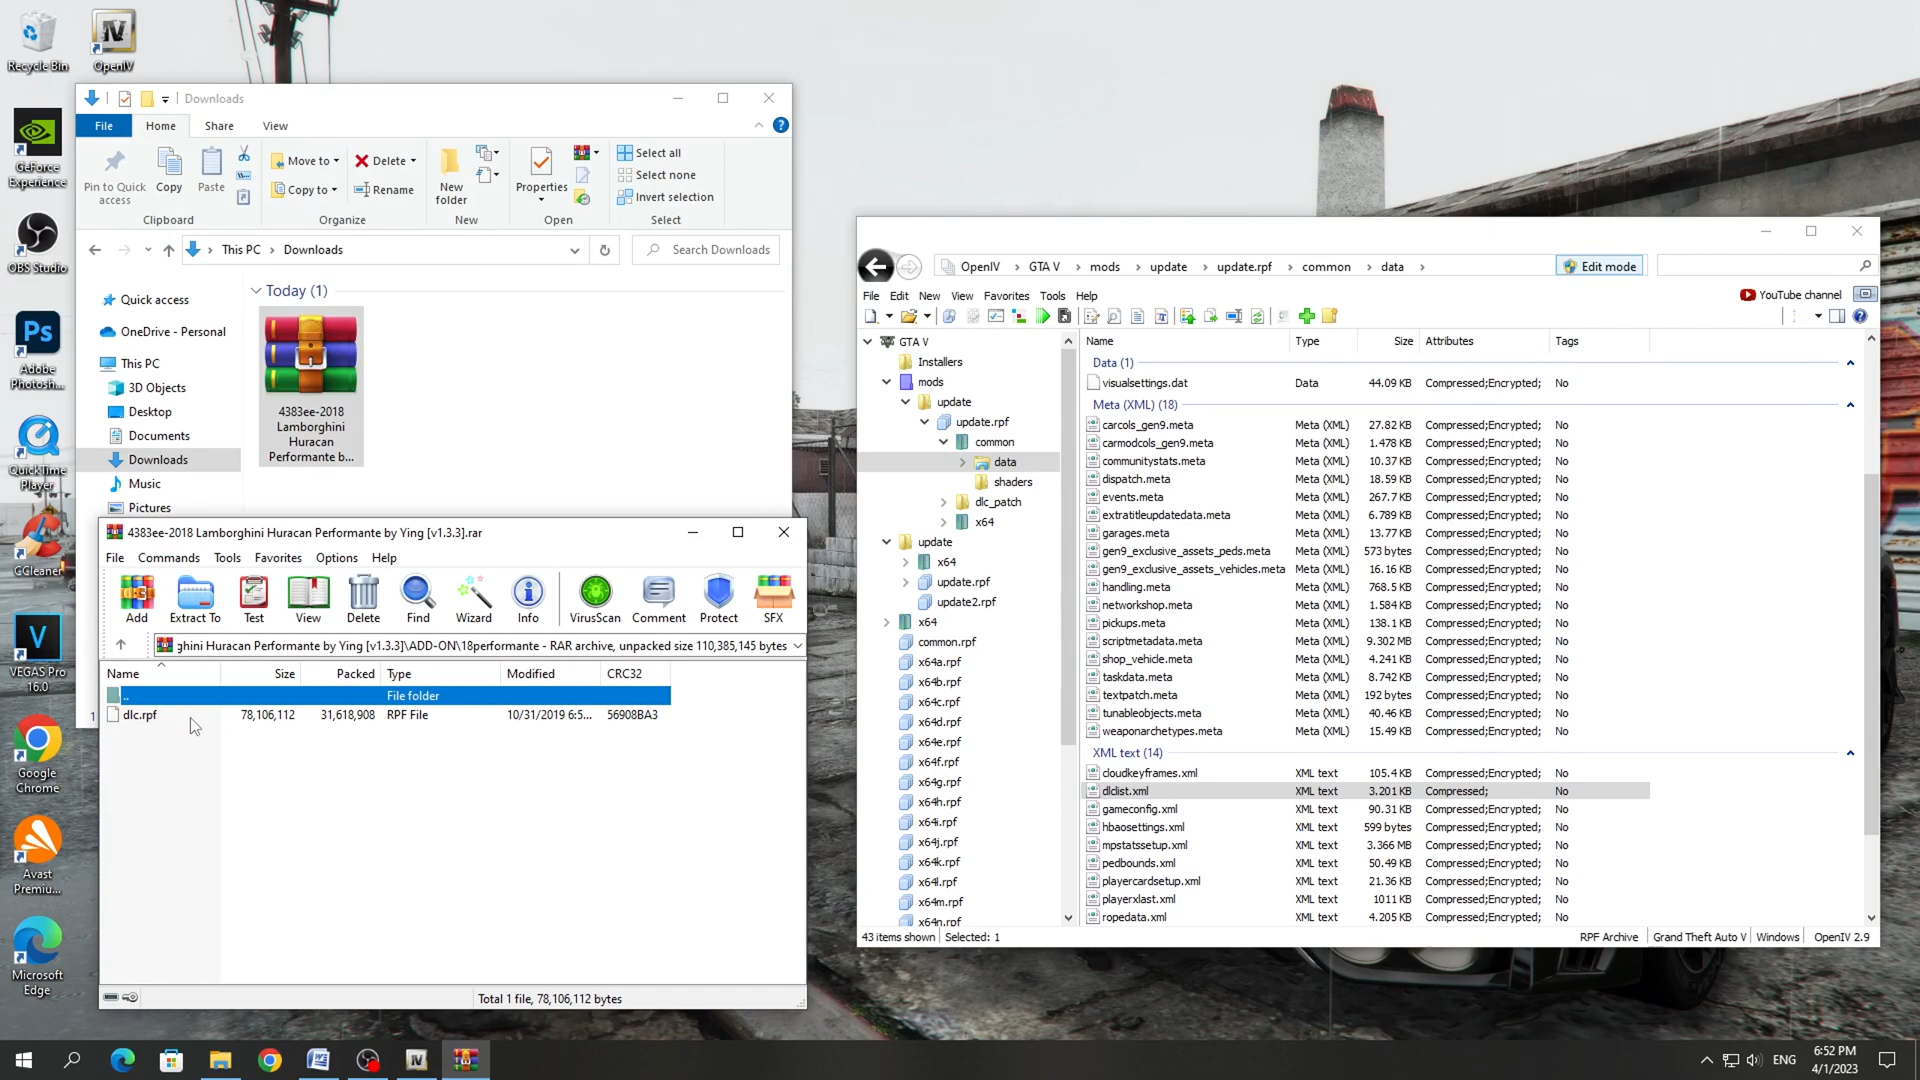 Recycle Bin
OpenIV
GeForce Experience
OBS Studio
Adobe Photosh...
QuickTime Player
CCleaner
VEGAS Pro 16.0
Google Chrome
Avast Premiu...
Microsoft Edge
Downloads
File Home Share View
Pin to Quick access
Copy
Paste
Clipboard
Move to
Copy to
Delete
Rename
Organize
New folder
New
Properties
Open
Select all
Select none
Invert selection
Select
This PC > Downloads
Search Downloads
Quick access
OneDrive - Personal
This PC
3D Objects
Desktop
Documents
Downloads
Music
Pictures
Today (1)
4383ee-2018
Lamborghini
Huracan
Performante b...
1
4383ee-2018 Lamborghini Huracan Performante by Ying [v1.3.3].rar
File Commands Tools Favorites Options Help
Add Extract To Test View Delete Find Wizard Info VirusScan Comment Protect SFX
ghini Huracan Performante by Ying [v1.3.3]\ADD-ON\18performante - RAR archive, unpacked size 110,385,145 bytes
Name Size Packed Type Modified CRC32
.. File folder
dlc.rpf 78,106,112 31,618,908 RPF File 10/31/2019 6:5... 56908BA3
Total 1 file, 78,106,112 bytes
OpenIV > GTA V > mods > update > update.rpf > common > data >
Edit mode
File Edit New View Favorites Tools Help
YouTube channel
GTA V
Installers
mods
update
update.rpf
common
data
shaders
dlc_patch
x64
update
x64
update.rpf
update2.rpf
x64
common.rpf
x64a.rpf
x64b.rpf
x64c.rpf
x64d.rpf
x64e.rpf
x64f.rpf
x64g.rpf
x64h.rpf
x64i.rpf
x64j.rpf
x64k.rpf
x64l.rpf
x64m.rpf
x64n.rpf
Name Type Size Attributes Tags
Data (1)
visualsettings.dat Data 44.09 KB Compressed;Encrypted; No
Meta (XML) (18)
carcols_gen9.meta Meta (XML) 27.82 KB Compressed;Encrypted; No
carmodcols_gen9.meta Meta (XML) 1.478 KB Compressed;Encrypted; No
communitystats.meta Meta (XML) 10.37 KB Compressed;Encrypted; No
dispatch.meta Meta (XML) 18.59 KB Compressed;Encrypted; No
events.meta Meta (XML) 267.7 KB Compressed;Encrypted; No
extratitleupdatedata.meta Meta (XML) 6.789 KB Compressed;Encrypted; No
garages.meta Meta (XML) 13.77 KB Compressed;Encrypted; No
gen9_exclusive_assets_peds.meta Meta (XML) 573 bytes Compressed;Encrypted; No
gen9_exclusive_assets_vehicles.meta Meta (XML) 16.16 KB Compressed;Encrypted; No
handling.meta Meta (XML) 768.5 KB Compressed;Encrypted; No
networkshop.meta Meta (XML) 1.584 KB Compressed;Encrypted; No
pickups.meta Meta (XML) 138.1 KB Compressed;Encrypted; No
scriptmetadata.meta Meta (XML) 9.302 MB Compressed;Encrypted; No
shop_vehicle.meta Meta (XML) 4.241 KB Compressed;Encrypted; No
taskdata.meta Meta (XML) 8.742 KB Compressed;Encrypted; No
textpatch.meta Meta (XML) 192 bytes Compressed;Encrypted; No
tunableobjects.meta Meta (XML) 40.46 KB Compressed;Encrypted; No
weaponarchetypes.meta Meta (XML) 15.49 KB Compressed;Encrypted; No
XML text (14)
cloudkeyframes.xml XML text 105.4 KB Compressed;Encrypted; No
dlclist.xml XML text 3.201 KB Compressed; No
gameconfig.xml XML text 90.31 KB Compressed;Encrypted; No
hbaosettings.xml XML text 599 bytes Compressed;Encrypted; No
mpstatssetup.xml XML text 3.366 MB Compressed;Encrypted; No
pedbounds.xml XML text 50.49 KB Compressed;Encrypted; No
playercardsetup.xml XML text 21.36 KB Compressed;Encrypted; No
playerxlast.xml XML text 1011 KB Compressed;Encrypted; No
ropedata.xml XML text 4.205 KB Compressed;Encrypted; No
43 items shown Selected: 1
RPF Archive Grand Theft Auto V Windows OpenIV 2.9
ENG
6:52 PM
4/1/2023